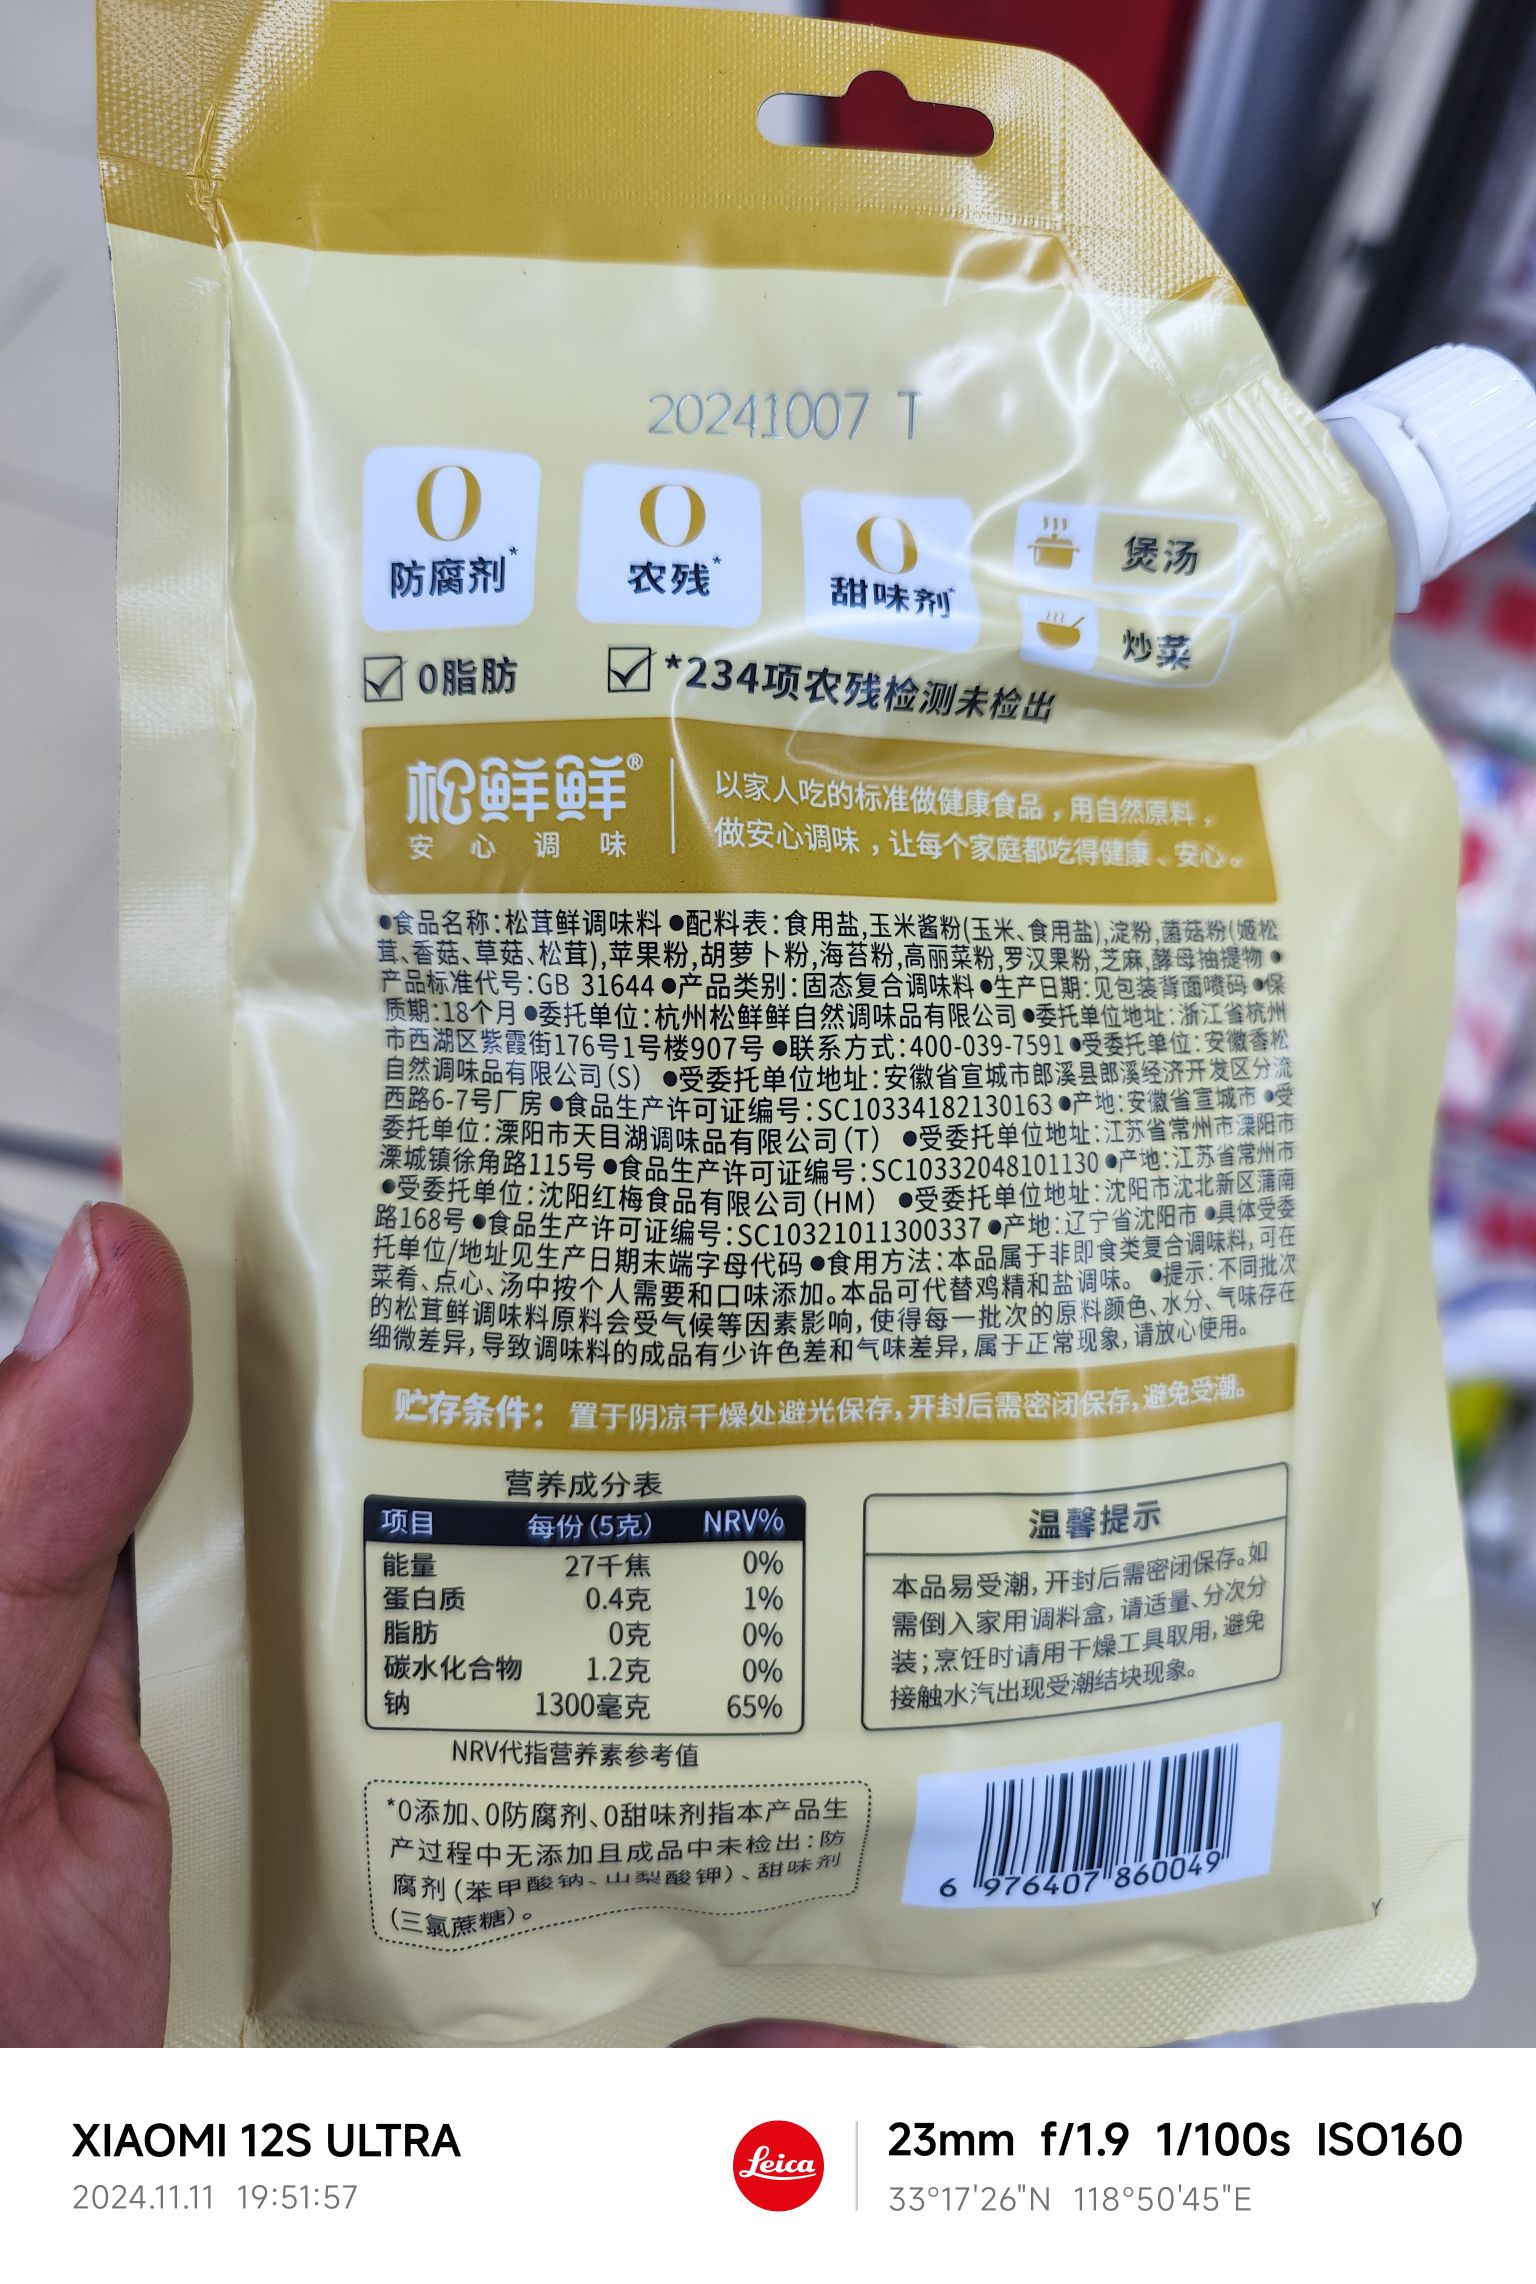 20241007 T
0 0 0
防腐剂* 农残* 甜味剂* 煲汤
炒菜
0脂肪 *234项农残检测未检出
松鲜鲜® 以家人吃的标准做健康食品，用自然原料，
安心调味 做安心调味，让每个家庭都吃得健康、安心。
●食品名称:松茸鲜调味料 ●配料表:食用盐,玉米酱粉(玉米、食用盐),淀粉,菌菇粉(姬松
茸、香菇、草菇、松茸),苹果粉,胡萝卜粉,海苔粉,高丽菜粉,罗汉果粉,芝麻,酵母抽提物 ●
产品标准代号:GB 31644 ●产品类别:固态复合调味料 ●生产日期:见包装背面喷码 ●保
质期:18个月 ●委托单位:杭州松鲜鲜自然调味品有限公司 ●委托单位地址:浙江省杭州
市西湖区紫霞街176号1号楼907号 ●联系方式:400-039-7591 ●受委托单位:安徽香松
自然调味品有限公司(S) ●受委托单位地址:安徽省宣城市郎溪县郎溪经济开发区分流
西路6-7号厂房 ●食品生产许可证编号:SC10334182130163 ●产地:安徽省宣城市 ●受
委托单位:溧阳市天目湖调味品有限公司(T) ●受委托单位地址:江苏省常州市溧阳市
溧城镇徐角路115号 ●食品生产许可证编号:SC10332048101130 ●产地:江苏省常州市
●受委托单位:沈阳红梅食品有限公司(HM) ●受委托单位地址:沈阳市沈北新区蒲南
路168号 ●食品生产许可证编号:SC10321011300337 ●产地:辽宁省沈阳市 ●具体受委
托单位/地址见生产日期末端字母代码 ●食用方法:本品属于非即食类复合调味料,可在
菜肴、点心、汤中按个人需要和口味添加。本品可代替鸡精和盐调味。 ●提示:不同批次
的松茸鲜调味料原料会受气候等因素影响,使得每一批次的原料颜色、水分、气味存在
细微差异,导致调味料的成品有少许色差和气味差异,属于正常现象,请放心使用。
贮存条件: 置于阴凉干燥处避光保存,开封后需密闭保存,避免受潮。
营养成分表
项目 每份(5克) NRV%
能量 27千焦 0%
蛋白质 0.4克 1%
脂肪 0克 0%
碳水化合物 1.2克 0%
钠 1300毫克 65%
NRV代指营养素参考值
温馨提示
本品易受潮,开封后需密闭保存。如
需倒入家用调料盒,请适量、分次分
装;烹饪时请用干燥工具取用,避免
接触水汽出现受潮结块现象。
*0添加、0防腐剂、0甜味剂指本产品生
产过程中无添加且成品中未检出:防
腐剂(苯甲酸钠、山梨酸钾)、甜味剂
(三氯蔗糖)。
6 976407 860049
Y
XIAOMI 12S ULTRA
2024.11.11 19:51:57
Leica
23mm f/1.9 1/100s ISO160
33°17'26"N 118°50'45"E